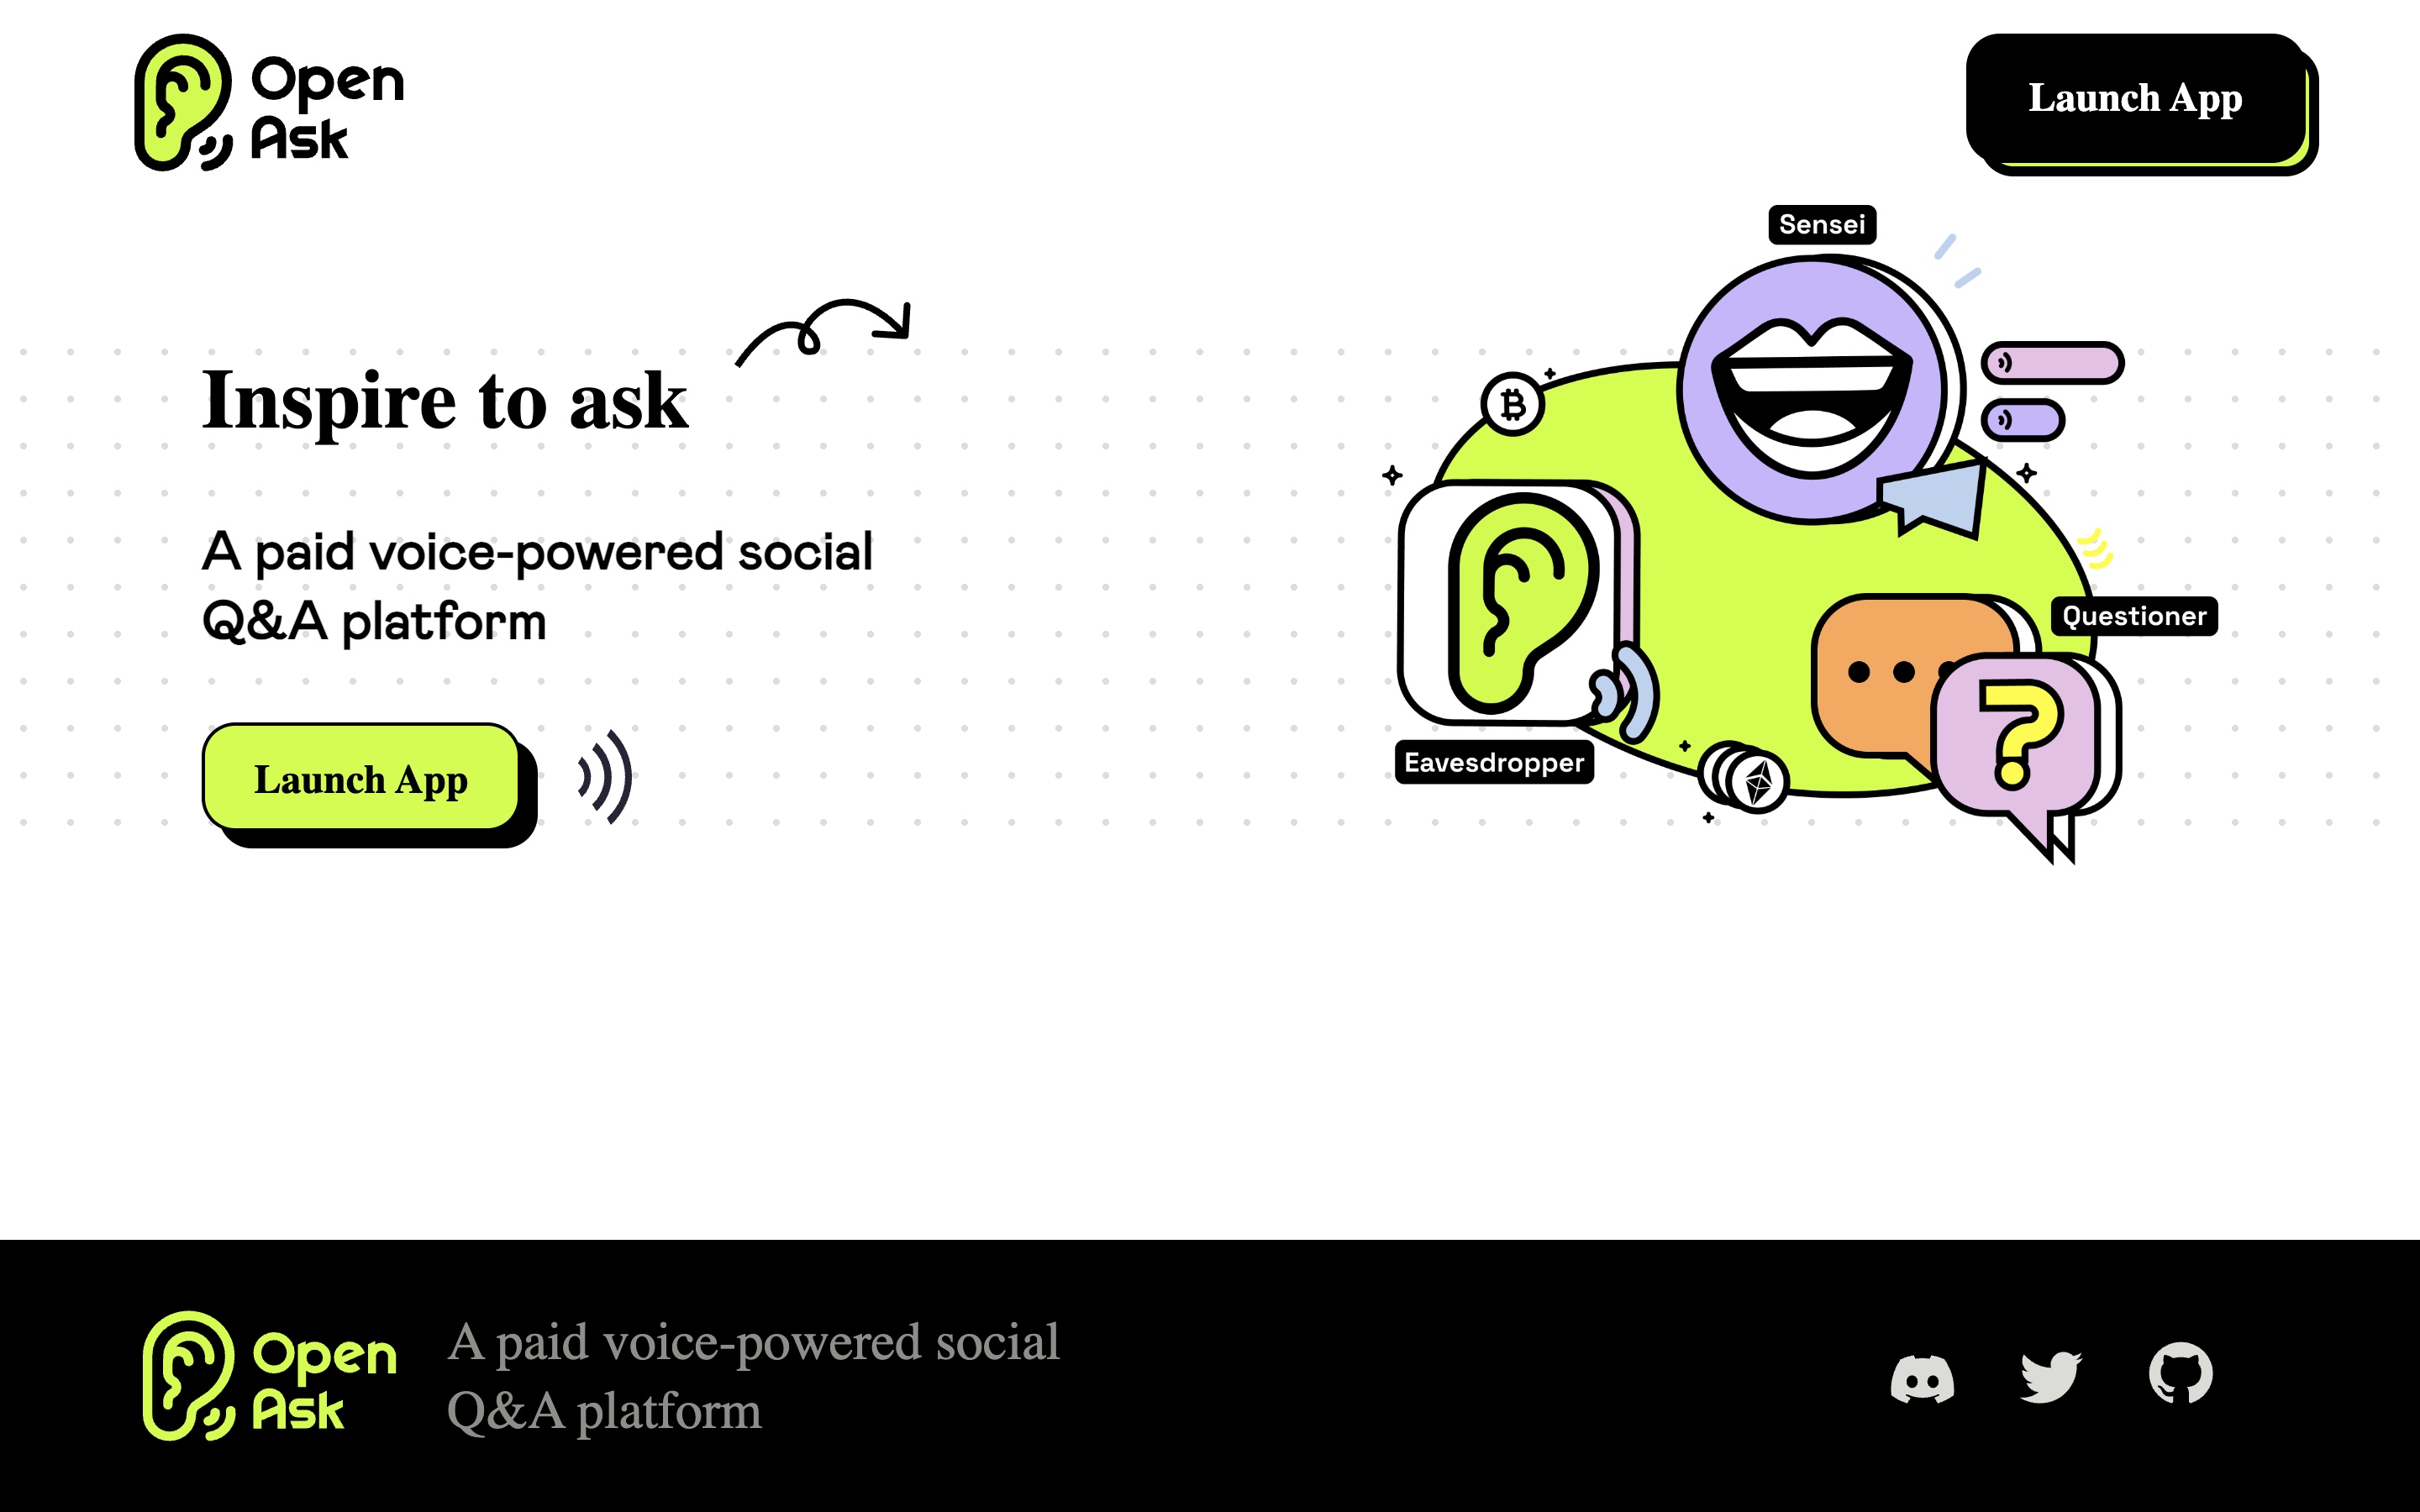 Open
Ask
Launch App
Sensei
Inspire to ask
A paid voice-powered social
Q&A platform
Launch App
Questioner
Eavesdropper
Open
Ask
A paid voice-powered social
Q&A platform